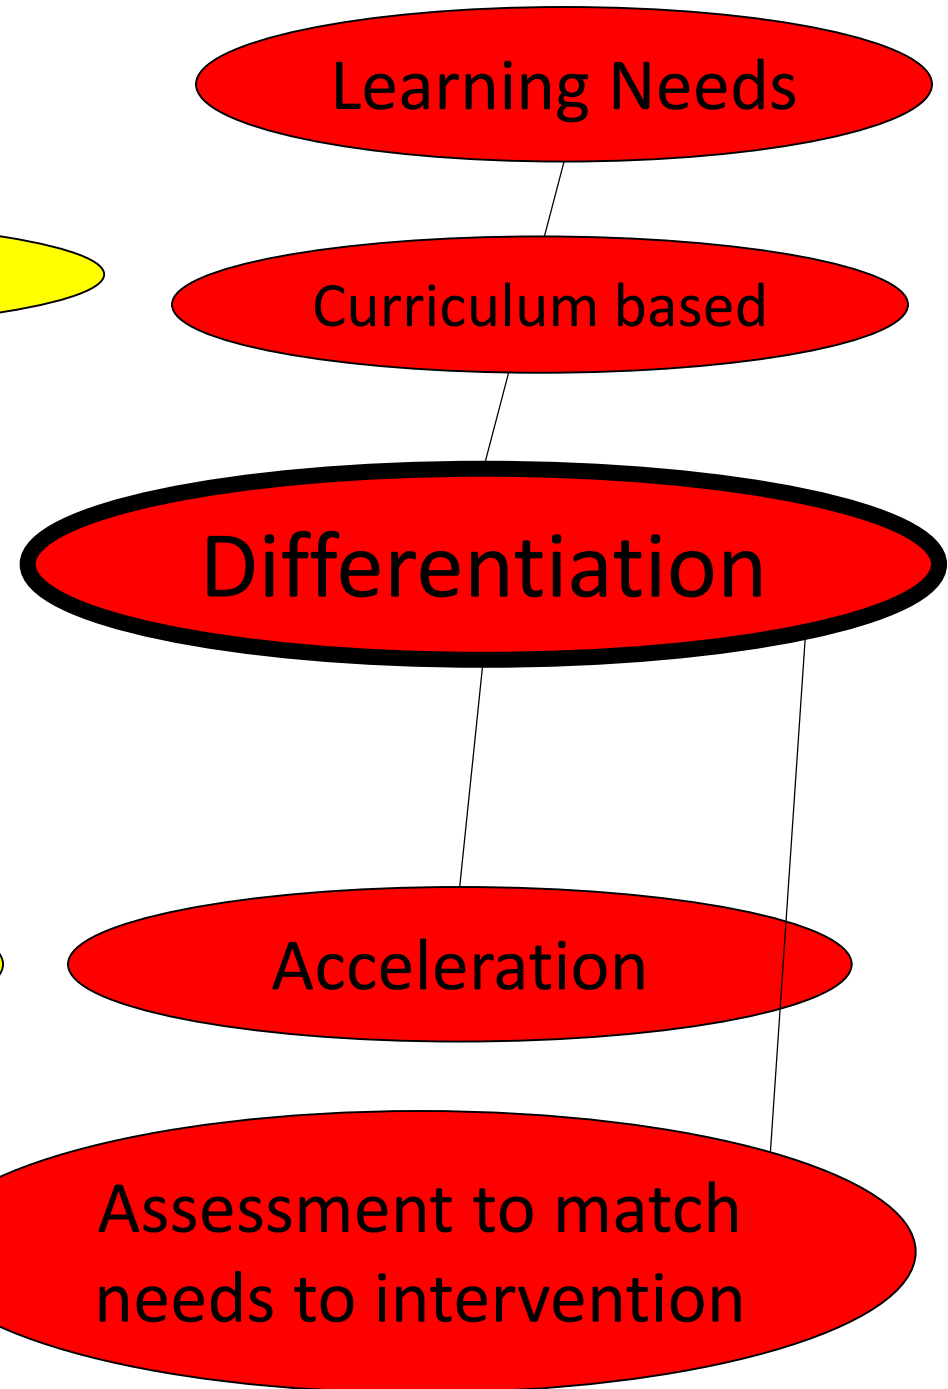 Learning Needs
Curriculum based
Differentiation
Acceleration
Assessment to match
needs to intervention